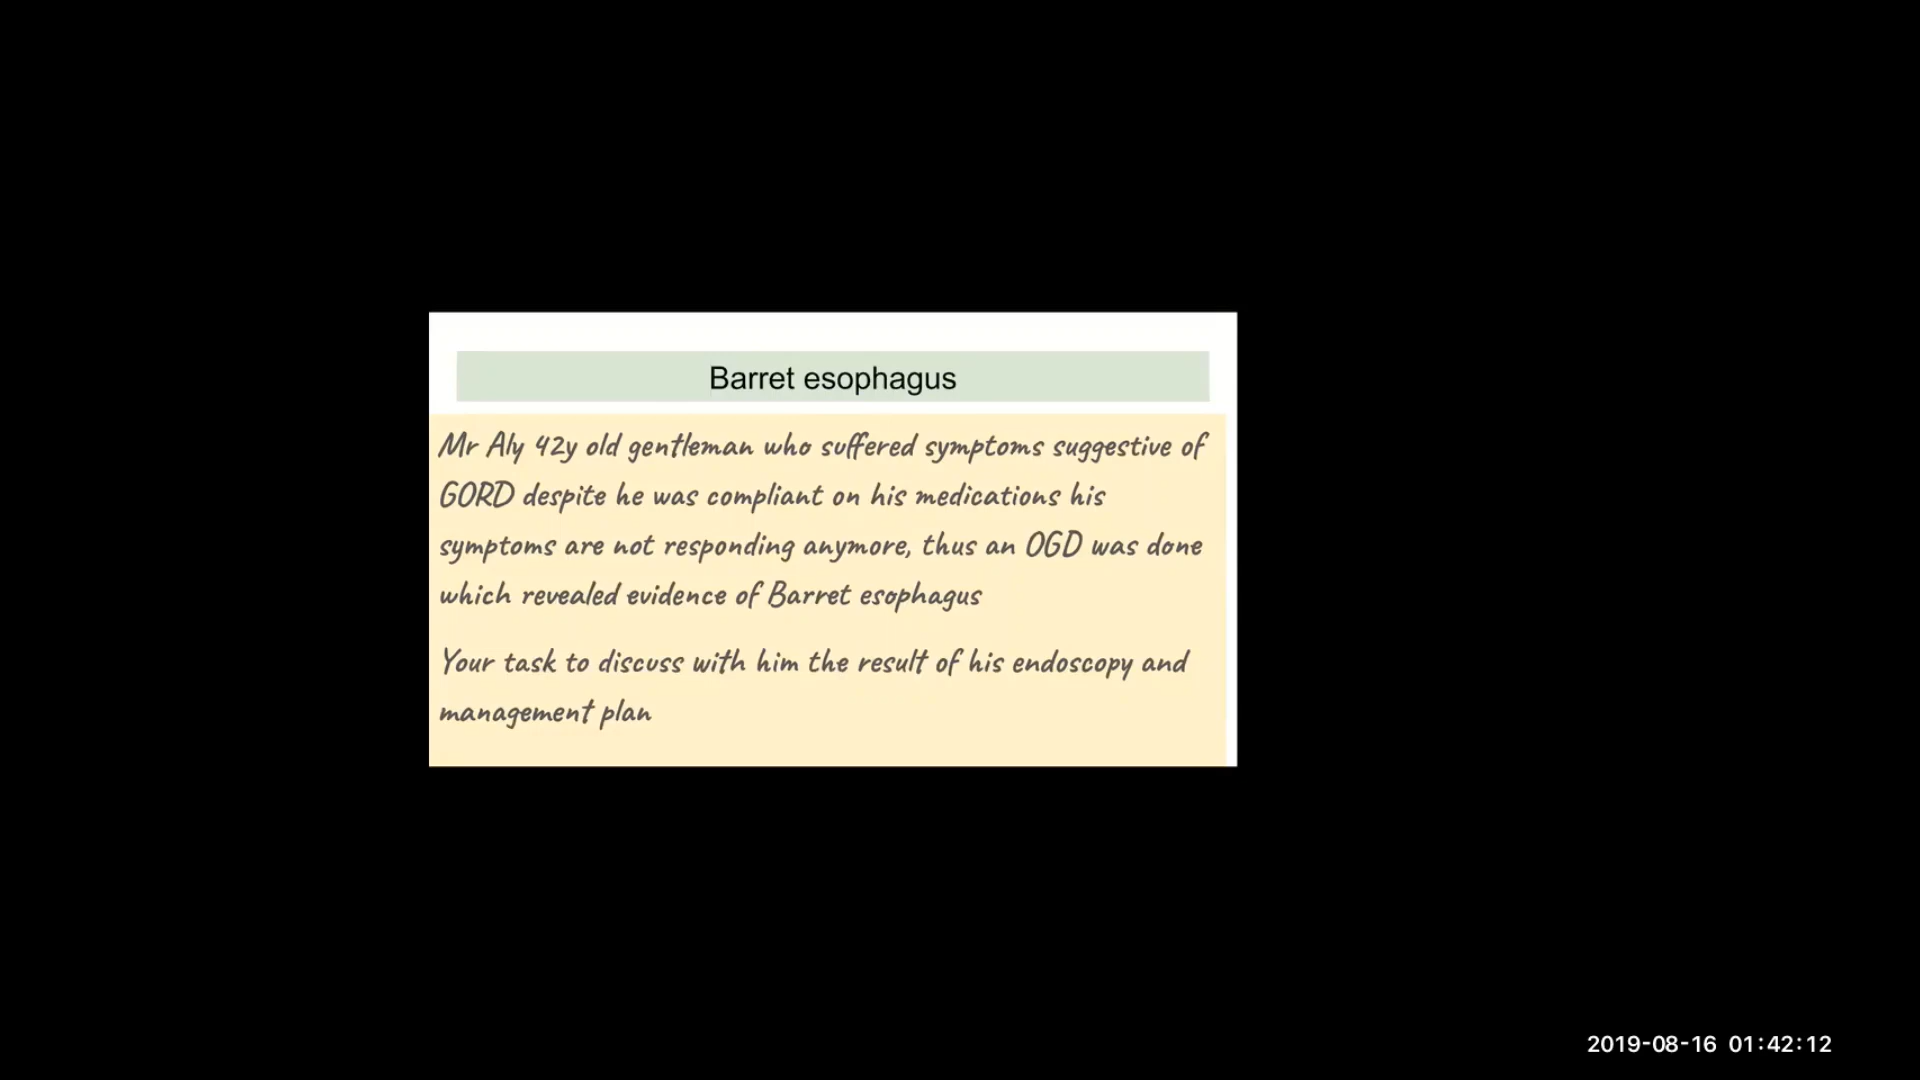 Barret esophagus
Mr Aly 42y old gentleman who suffered symptoms suggestive of
GORD despite he was compliant on his medications his
symptoms are not responding anymore, thus an OGD was done
which revealed evidence of Barret esophagus
Your task to discuss with him the result of his endoscopy and
management plan
2019-08-16 01:42:12